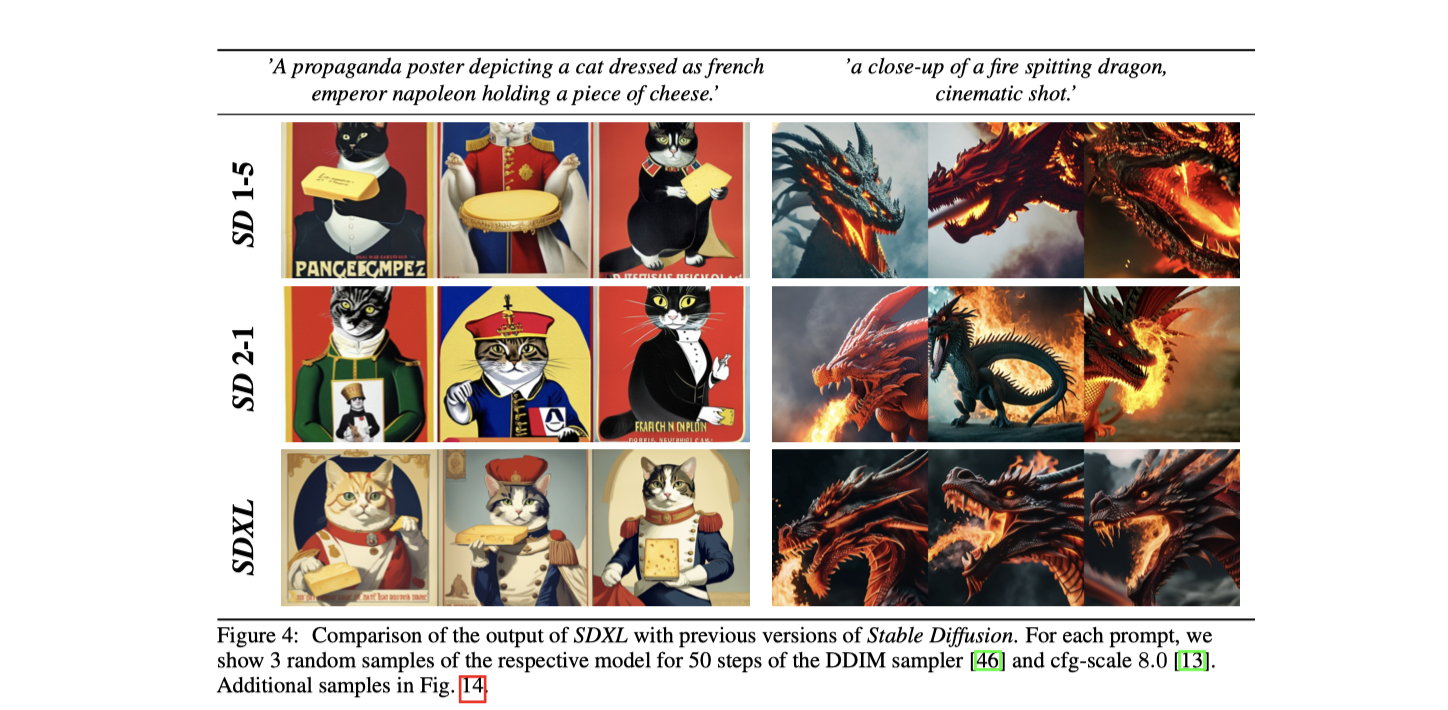 ’A propaganda poster depicting a cat dressed as french
emperor napoleon holding a piece of cheese.’
’a close-up of a fire spitting dragon,
cinematic shot.’
SD 1-5
PANGEEGMPEZ
SD 2-1
SDXL
Figure 4: Comparison of the output of SDXL with previous versions of Stable Diffusion. For each prompt, we
show 3 random samples of the respective model for 50 steps of the DDIM sampler [46] and cfg-scale 8.0 [13].
Additional samples in Fig. 14.